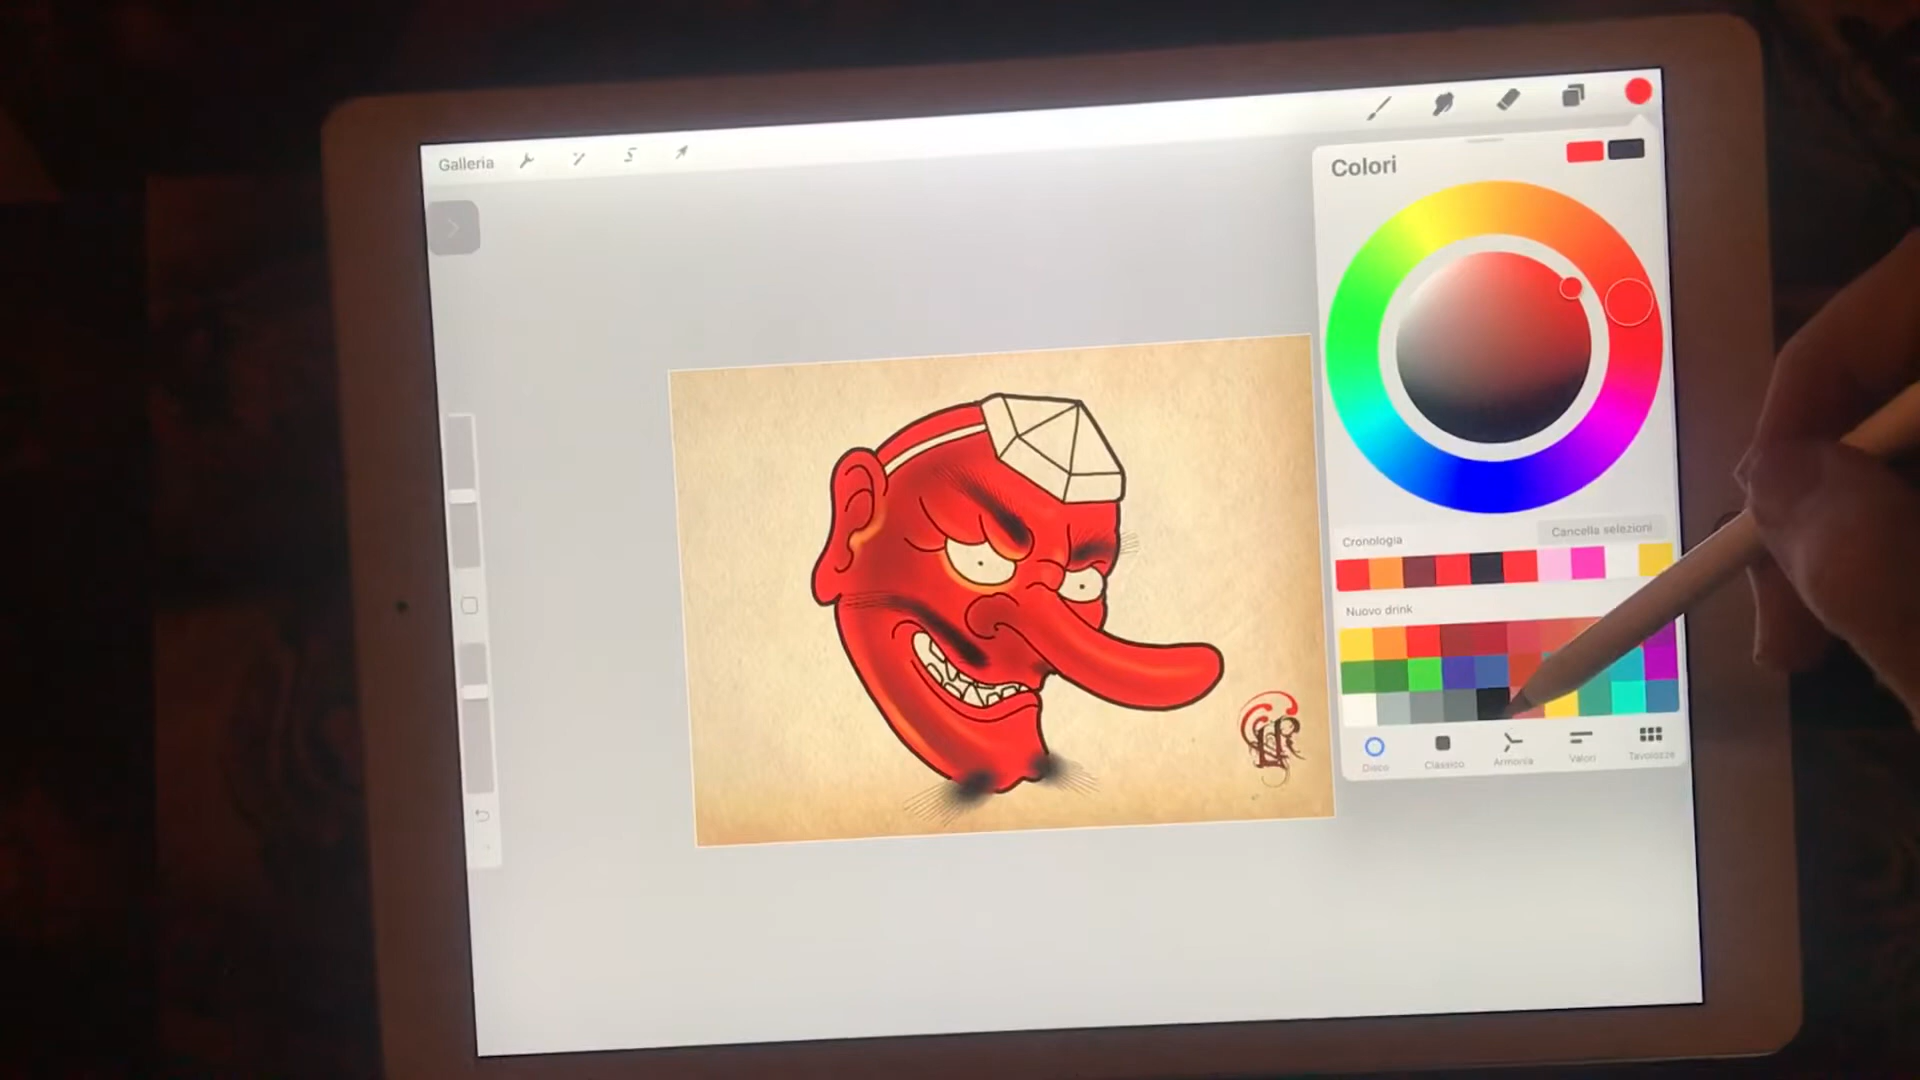 Galleria
Colori
Cancella selezioni
Cronologia
Nuovo drink
Disco
Classico
Armonia
Valori
Tavolozze